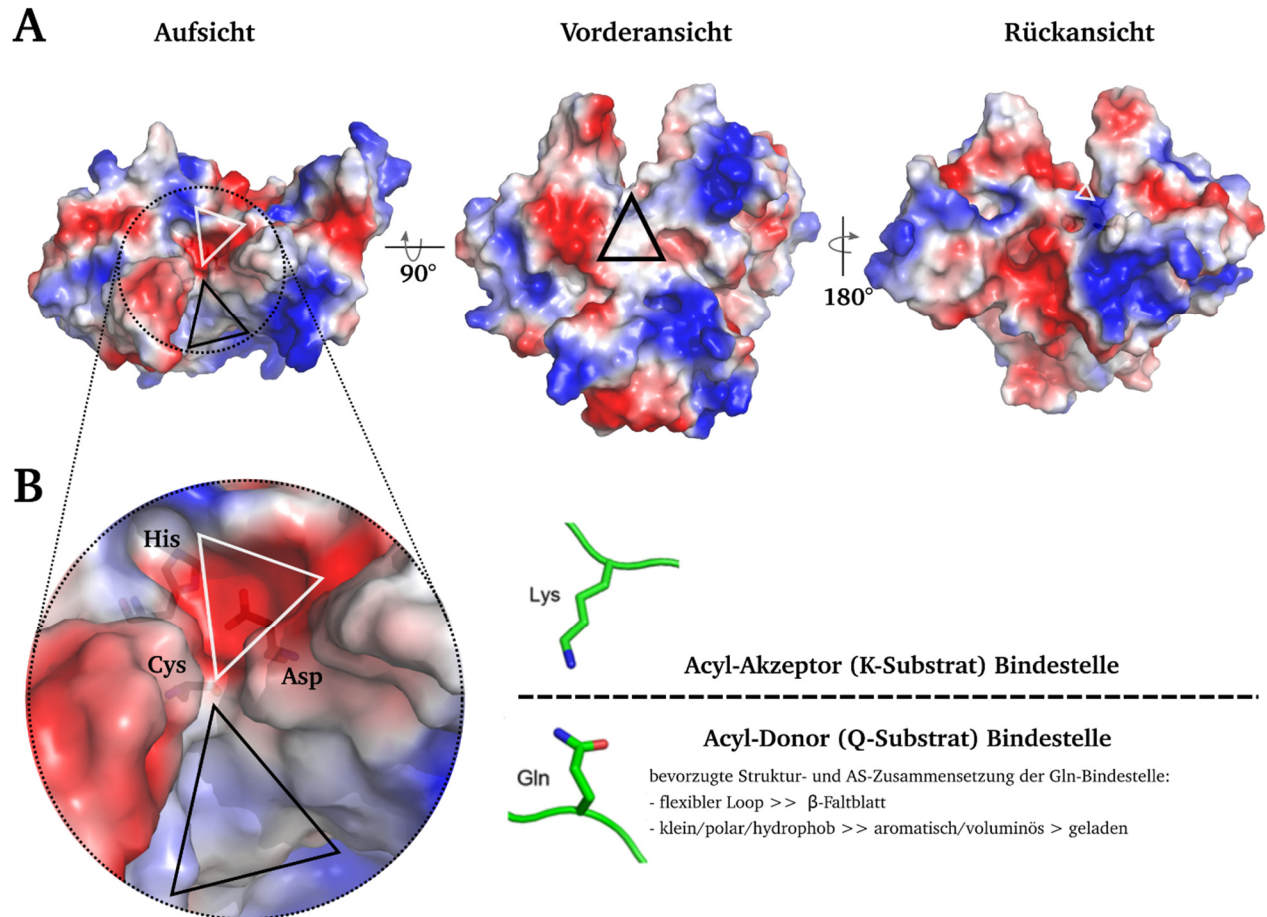 A
Aufsicht
Vorderansicht
Rückansicht
90°
180°
B
His
Cys
Asp
Lys
Acyl-Akzeptor (K-Substrat) Bindestelle
Acyl-Donor (Q-Substrat) Bindestelle
Gln
bevorzugte Struktur- und AS-Zusammensetzung der Gln-Bindestelle:
- flexibler Loop >> β-Faltblatt
- klein/polar/hydrophob >> aromatisch/voluminös > geladen